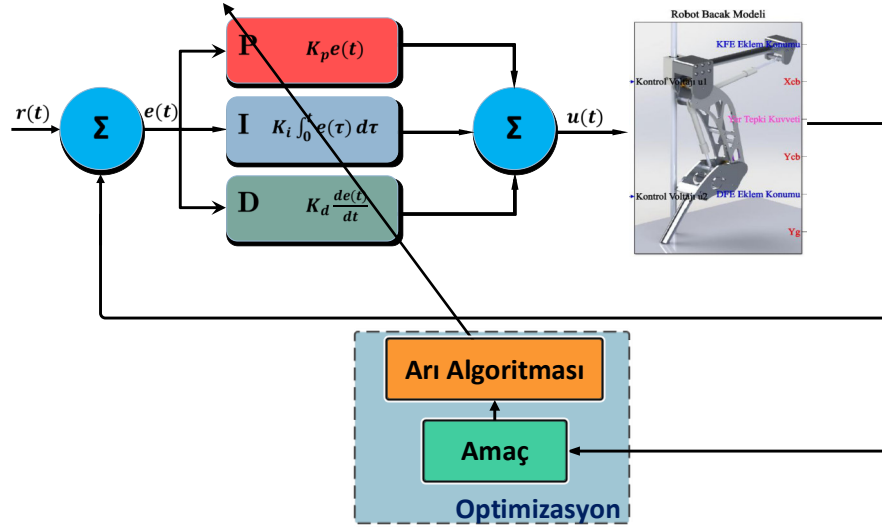 r(t)
Σ
e(t)
P K_p e(t)
I K_i ∫_0^t e(τ) dτ
D K_d de(t)/dt
Σ
u(t)
Robot Bacak Modeli
KFE Eklem Konumu
Kontrol Voltajı u1
Xcb
Yer Tepki Kuvveti
Ycb
Kontrol Voltajı u2
DFE Eklem Konumu
Yg
Arı Algoritması
Amaç
Optimizasyon